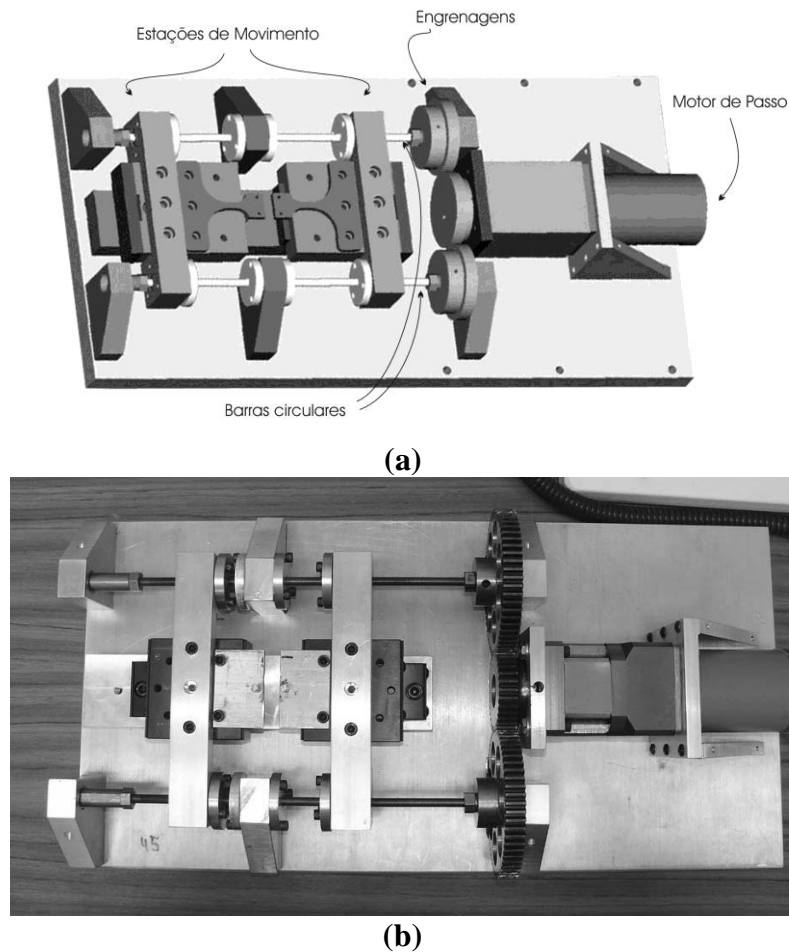 Engrenagens
Estações de Movimento
Motor de Passo
Barras circulares
(a)
45
(b)